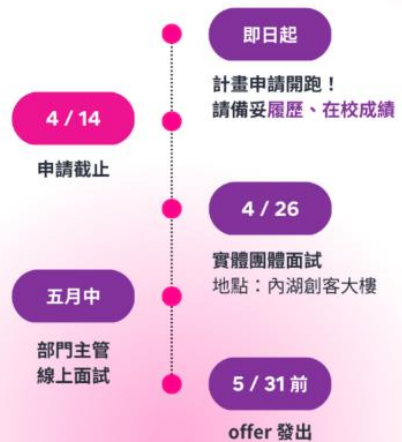 即日起
計畫申請開跑！
請備妥履歷、在校成績
4 / 14
申請截止
4 / 26
實體團體面試
地點：內湖創客大樓
五月中
部門主管
線上面試
5 / 31 前
offer 發出